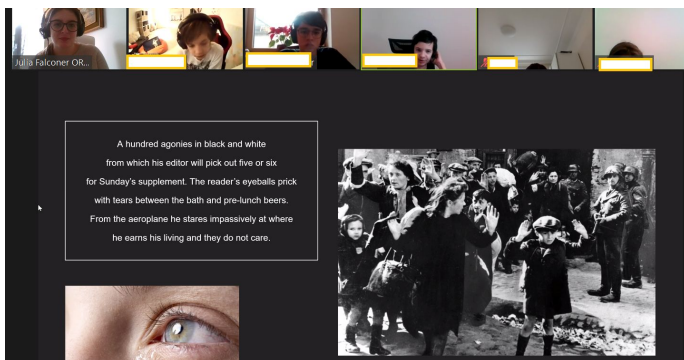 Julia Falconer OR...
A hundred agonies in black and white
from which his editor will pick out five or six
for Sunday's supplement. The reader's eyeballs prick
with tears between the bath and pre-lunch beers.
From the aeroplane he stares impassively at where
he earns his living and they do not care.